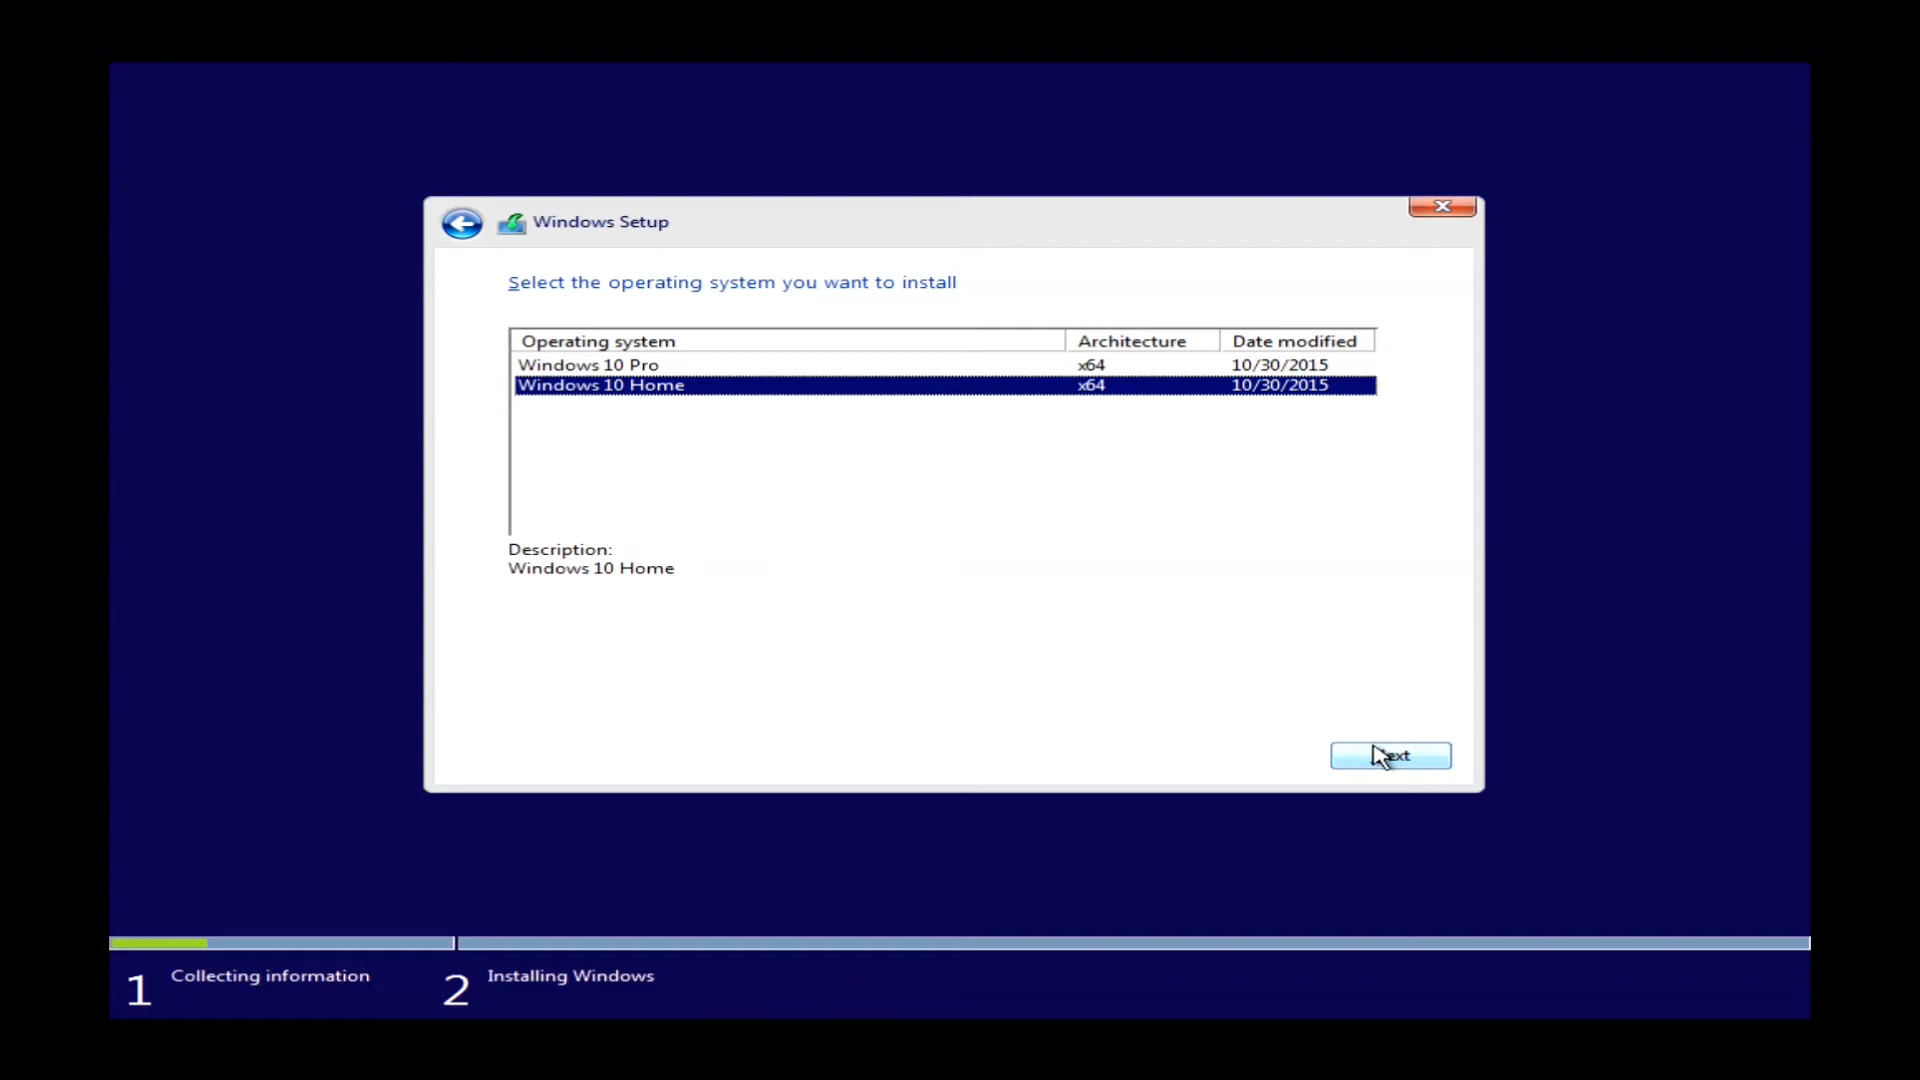 Windows Setup
Select the operating system you want to install
Operating system Architecture Date modified
Windows 10 Pro x64 10/30/2015
Windows 10 Home x64 10/30/2015
Description:
Windows 10 Home
1 Collecting information 2 Installing Windows